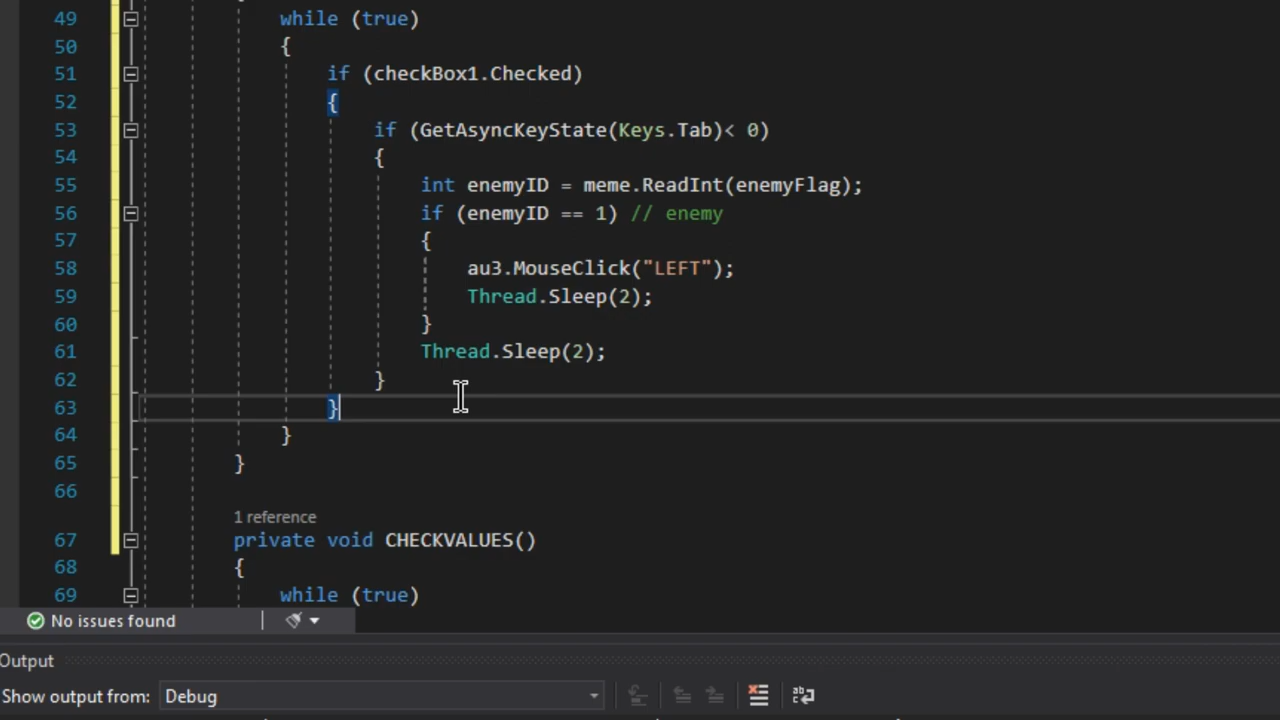 49 while (true)
50 {
51 if (checkBox1.Checked)
52 {
53 if (GetAsyncKeyState(Keys.Tab)< 0)
54 {
55 int enemyID = meme.ReadInt(enemyFlag);
56 if (enemyID == 1) // enemy
57 {
58 au3.MouseClick("LEFT");
59 Thread.Sleep(2);
60 }
61 Thread.Sleep(2);
62 }
63 }
64 }
65 }
66
1 reference
67 private void CHECKVALUES()
68 {
69 while (true)
No issues found
Output
Show output from: Debug